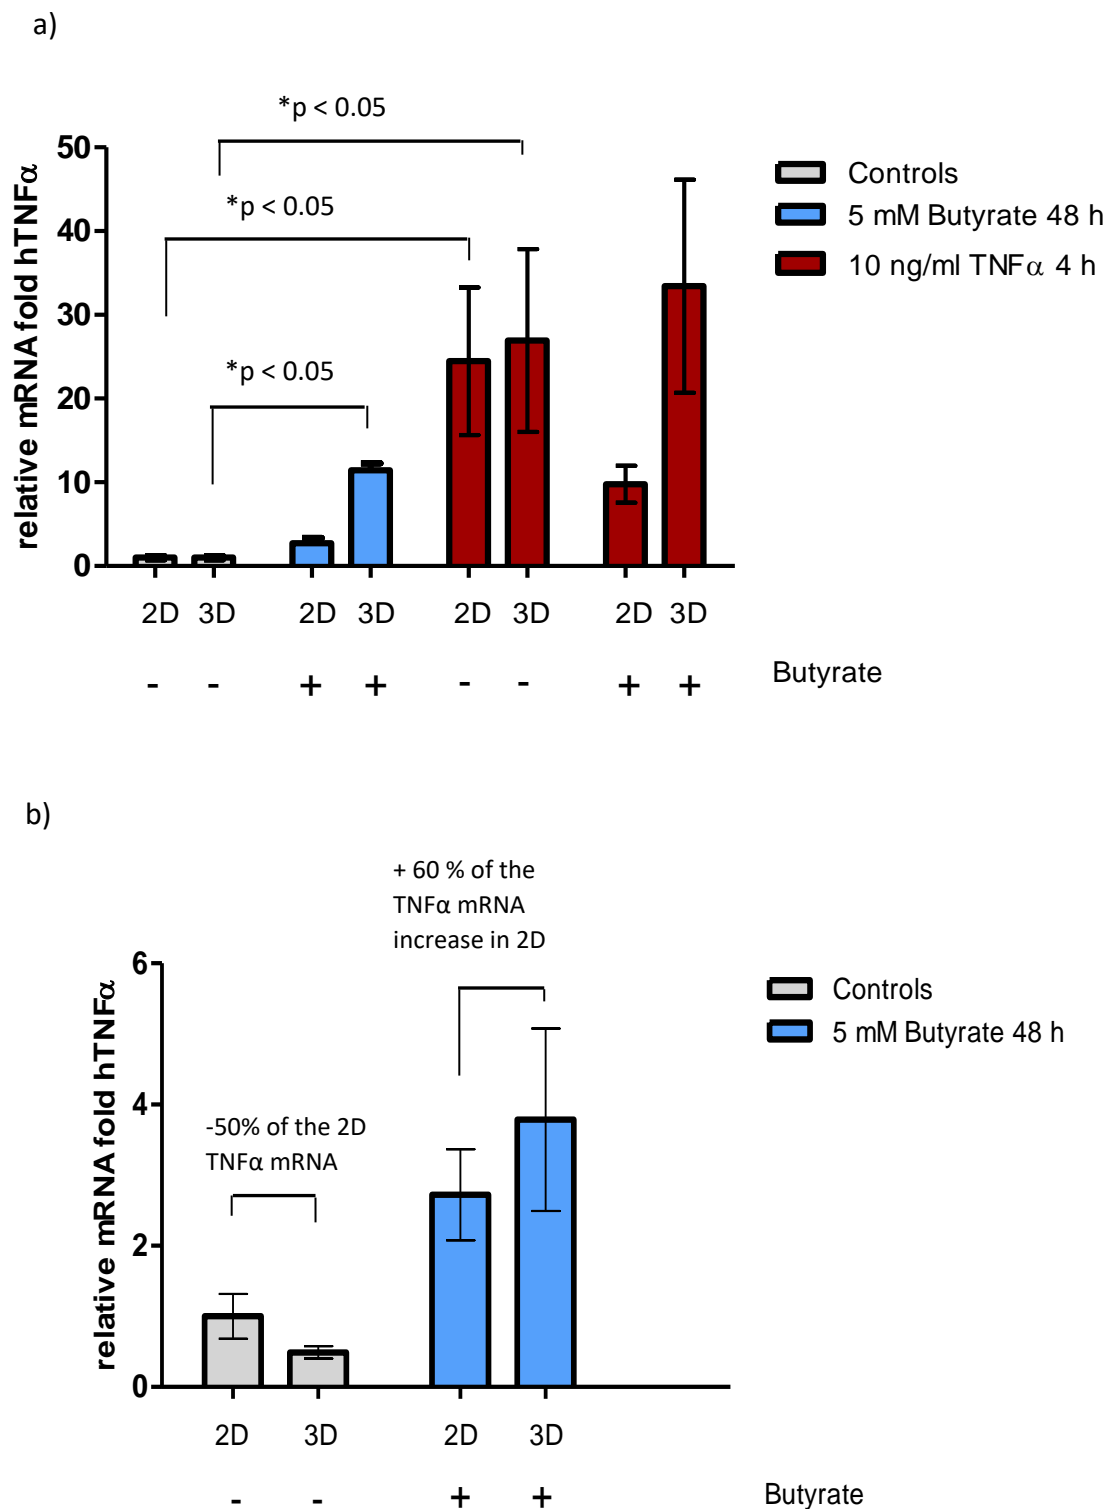 a)
*p < 0.05
*p < 0.05
*p < 0.05
relative mRNA fold hTNFα
50
40
30
20
10
0
Controls
5 mM Butyrate 48 h
10 ng/ml TNFα 4 h
2D 3D 2D 3D 2D 3D 2D 3D
- - + + - - + + Butyrate
b)
+ 60 % of the
TNFα mRNA
increase in 2D
-50% of the 2D
TNFα mRNA
relative mRNA fold hTNFα
6
4
2
0
Controls
5 mM Butyrate 48 h
2D 3D 2D 3D
- - + + Butyrate